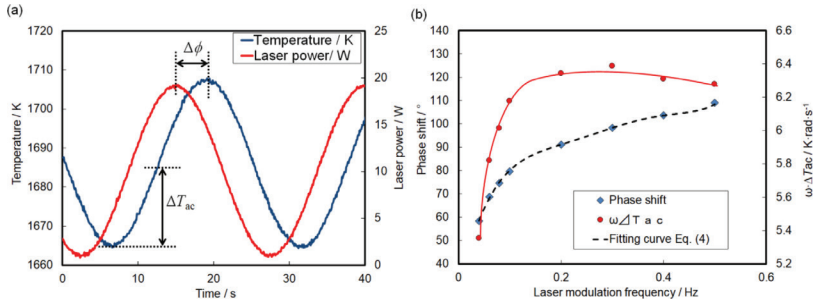 (a)
1720
1710
1700
1690
1680
1670
1660
Temperature / K
0
10
20
30
40
Time / s
25
20
15
10
5
0
Laser power / W
Δϕ
Temperature / K
Laser power/ W
ΔTac
(b)
140
130
120
110
100
90
80
70
60
50
40
Phase shift / °
0
0.2
0.4
0.6
Laser modulation frequency / Hz
6.6
6.4
6.2
6
5.8
5.6
5.4
5.2
ω·ΔTac / K·rad·s⁻¹
Phase shift
ω⊿T a c
Fitting curve Eq. (4)